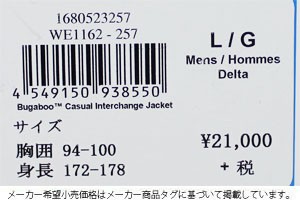 1680523257
WE1162 - 257
4 549150 938550
Bugaboo™ Casual Interchange Jacket
サイズ
胸囲 94-100
身長 172-178
L / G
Mens / Hommes
Delta
¥21,000
+ 税
メーカー希望小売価格はメーカー商品タグに基づいて掲載しています。